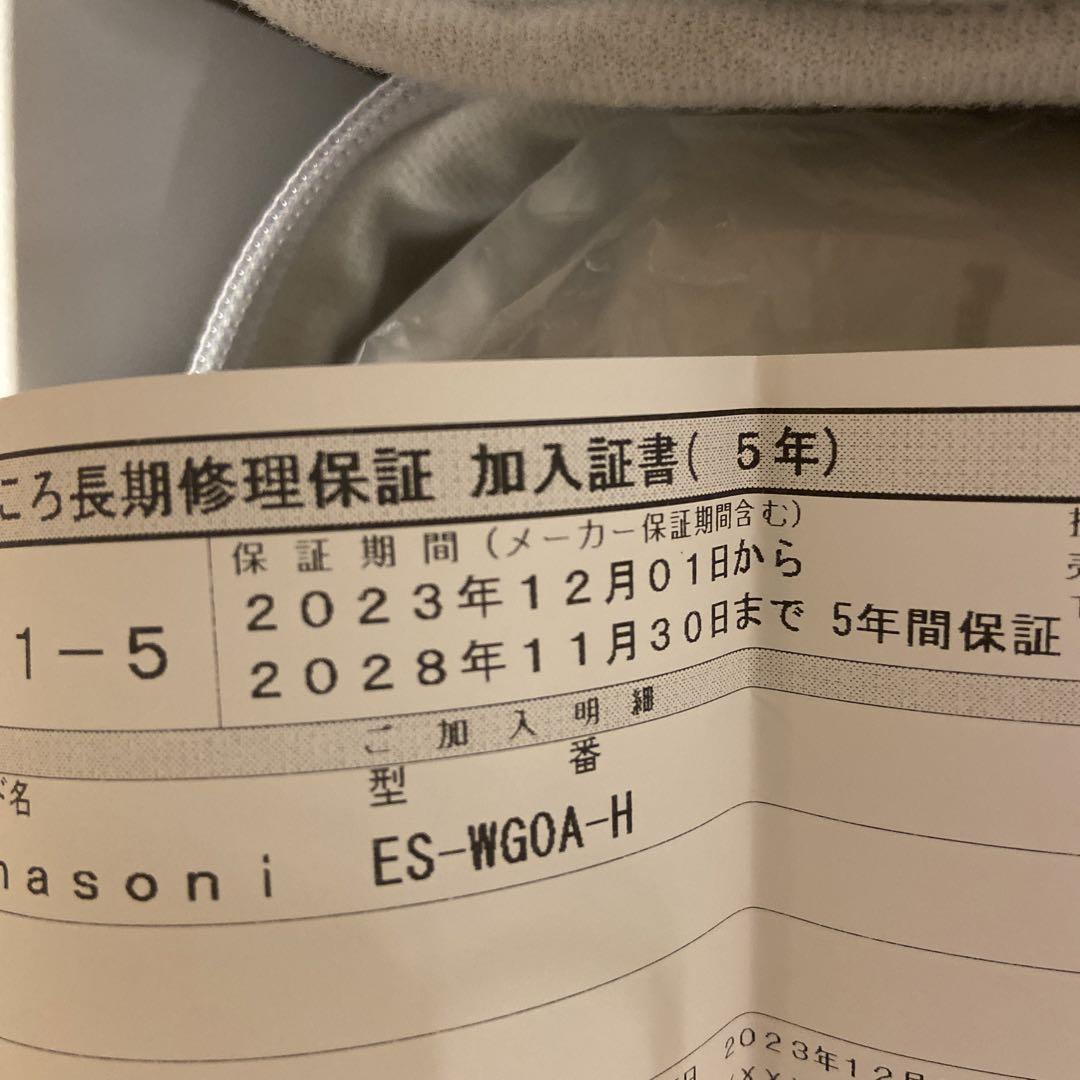 ころ長期修理保証 加入証書( 5年)
保証期間(メーカー保証期間含む)
2023年12月01日から
1-5
2028年11月30日まで 5年間保証
ご加入明細
名
型番
nasoni
ES-WG0A-H
2023年12月